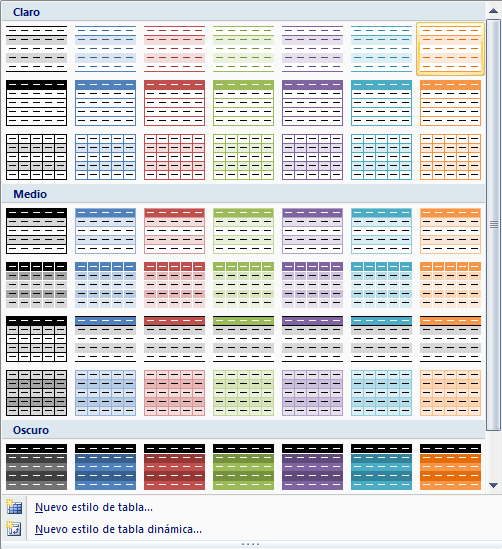 Claro
Medio
Oscuro
Nuevo estilo de tabla...
Nuevo estilo de tabla dinámica...